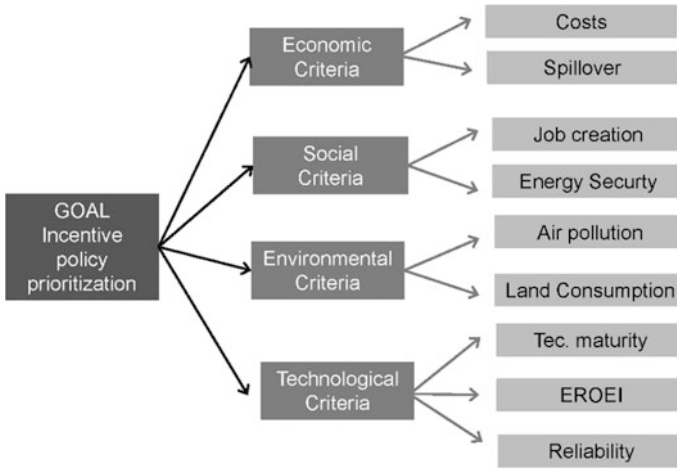 GOAL
Incentive
policy
prioritization
Economic
Criteria
Costs
Spillover
Social
Criteria
Job creation
Energy Securty
Environmental
Criteria
Air pollution
Land Consumption
Technological
Criteria
Tec. maturity
EROEI
Reliability